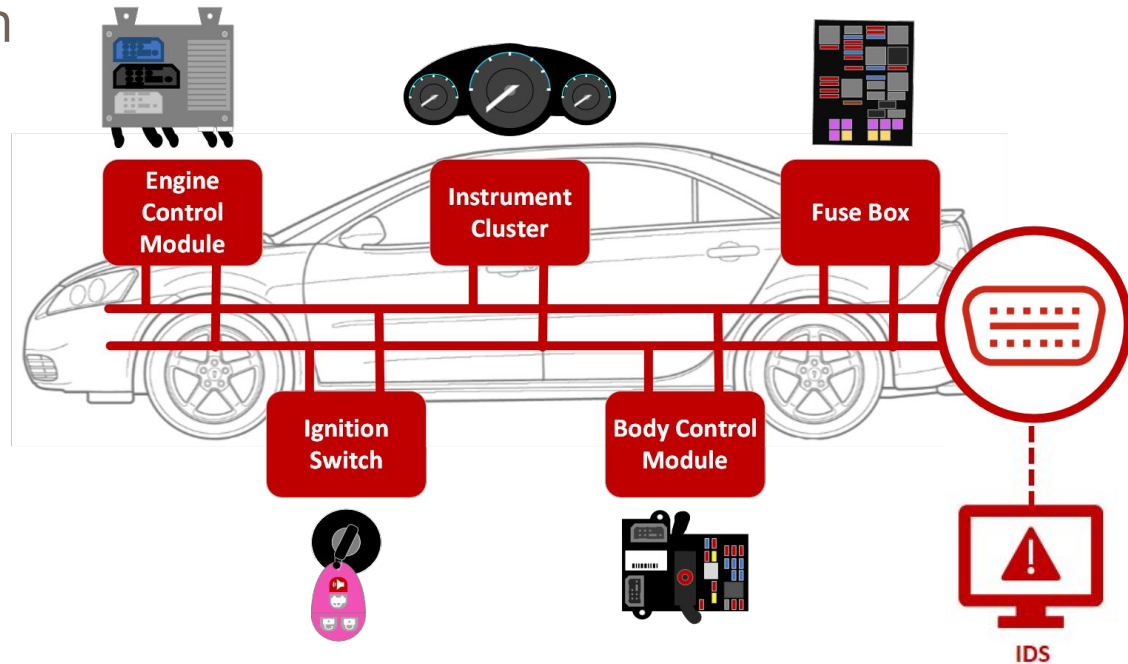 n
Engine
Control
Module
Instrument
Cluster
Fuse Box
Ignition
Switch
Body Control
Module
IDS